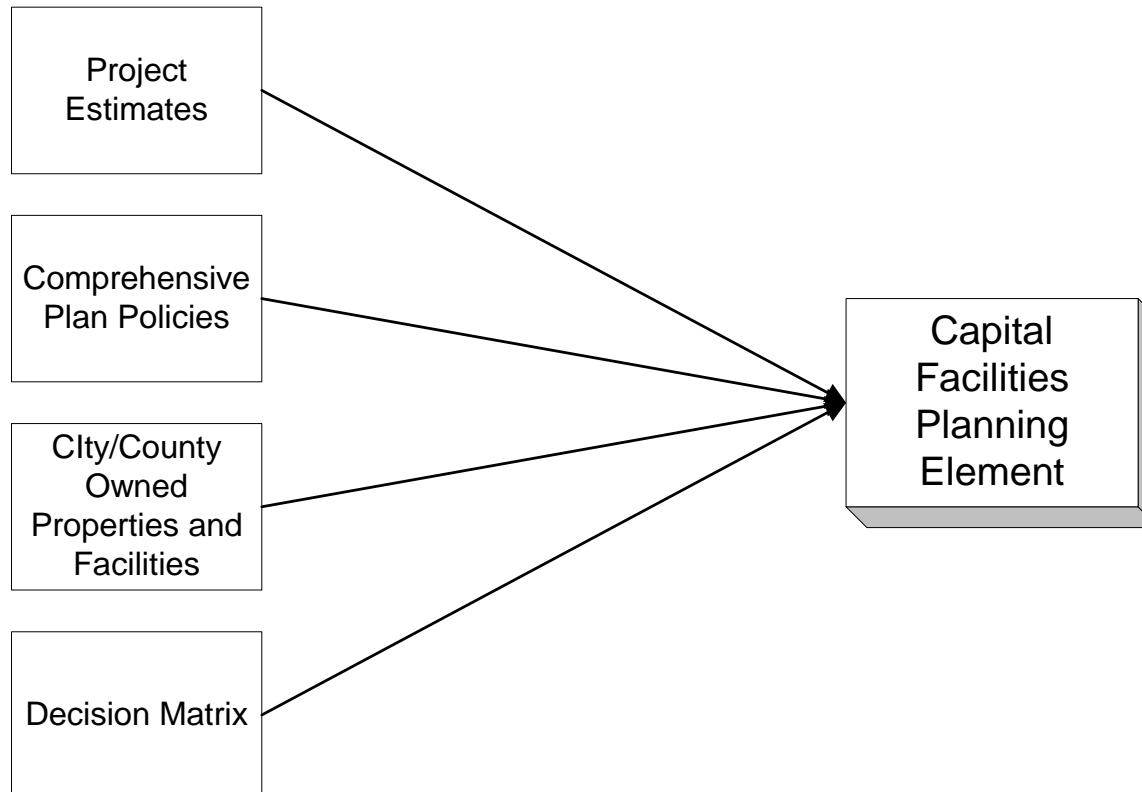 Project
Estimates
Comprehensive
Plan Policies
CIty/County
Owned
Properties and
Facilities
Decision Matrix
Capital
Facilities
Planning
Element